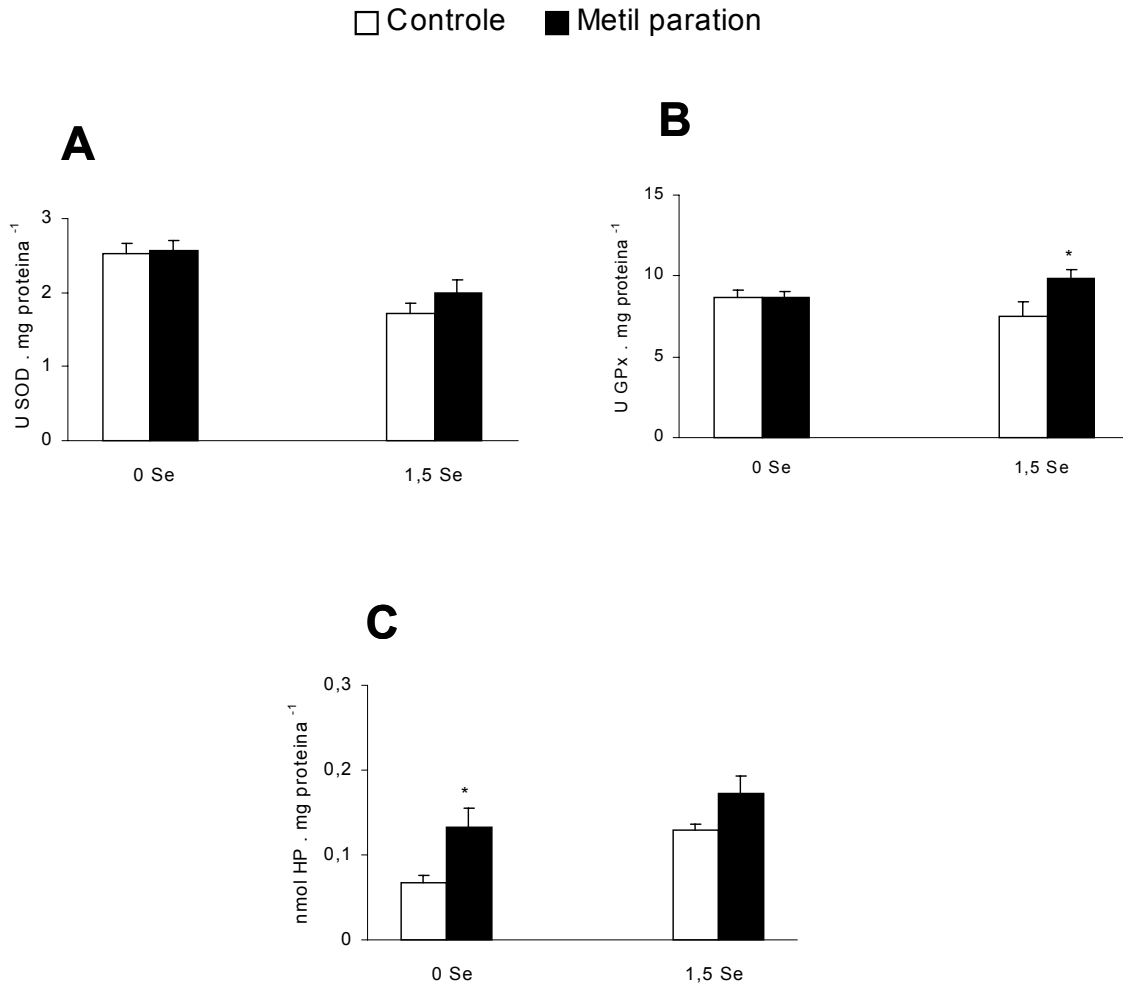 Controle Metil paration
A
U SOD . mg proteina -1
3
2
1
0
0 Se 1,5 Se
B
U GPx . mg proteina -1
15
10
5
0
*
0 Se 1,5 Se
C
nmol HP . mg proteina -1
0,3
0,2
0,1
0
*
0 Se 1,5 Se